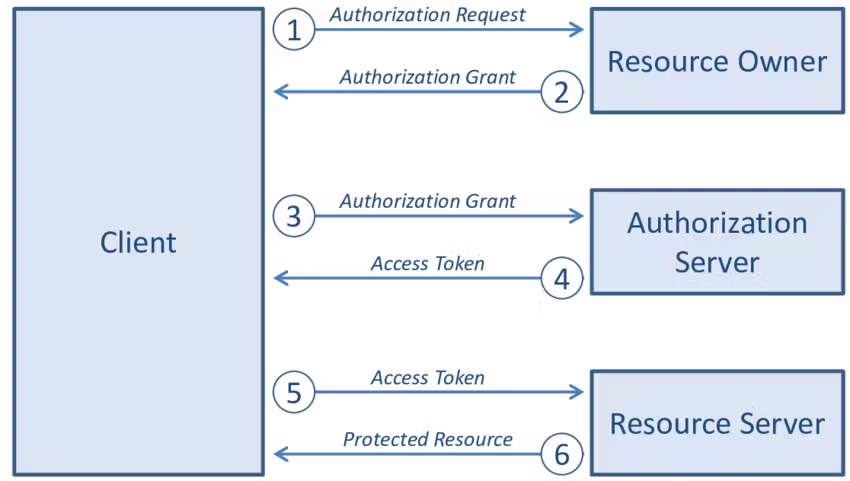 Client
1
Authorization Request
Resource Owner
Authorization Grant
2
3
Authorization Grant
Authorization
Server
Access Token
4
5
Access Token
Resource Server
Protected Resource
6